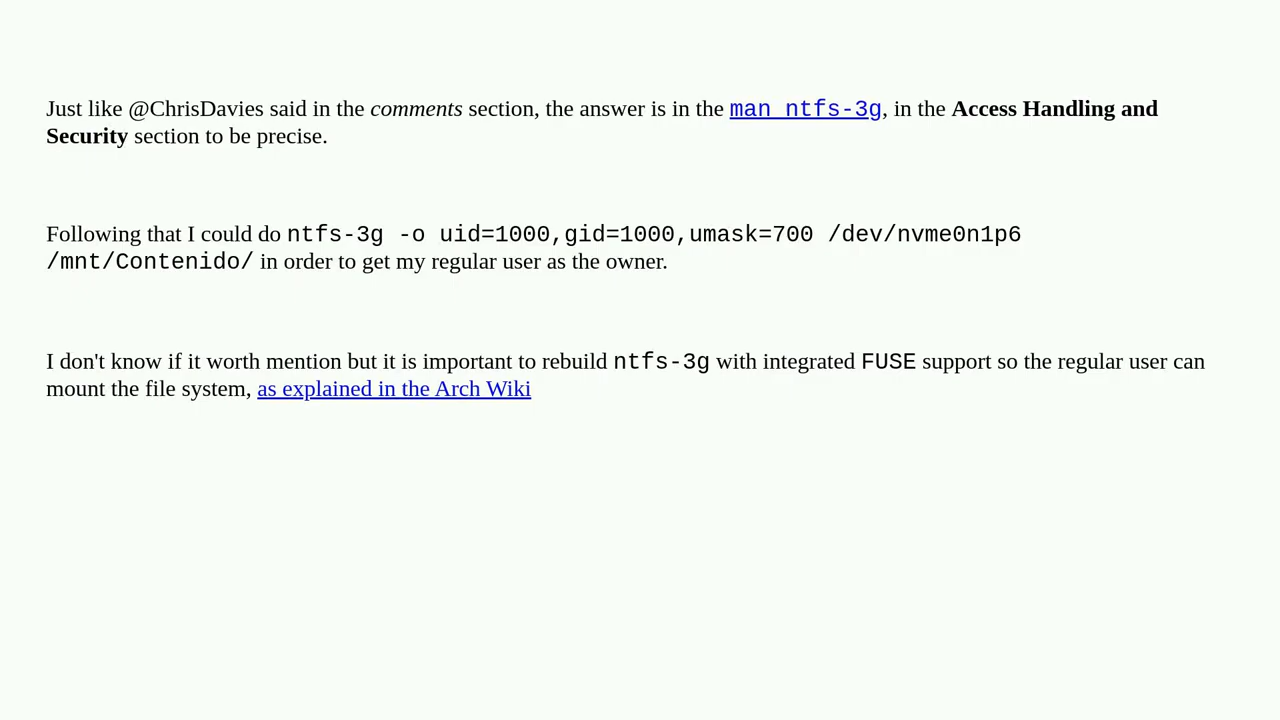 Just like @ChrisDavies said in the comments section, the answer is in the man ntfs-3g, in the Access Handling and
Security section to be precise.
Following that I could do ntfs-3g -o uid=1000,gid=1000,umask=700 /dev/nvme0n1p6
/mnt/Contenido/ in order to get my regular user as the owner.
I don't know if it worth mention but it is important to rebuild ntfs-3g with integrated FUSE support so the regular user can
mount the file system, as explained in the Arch Wiki